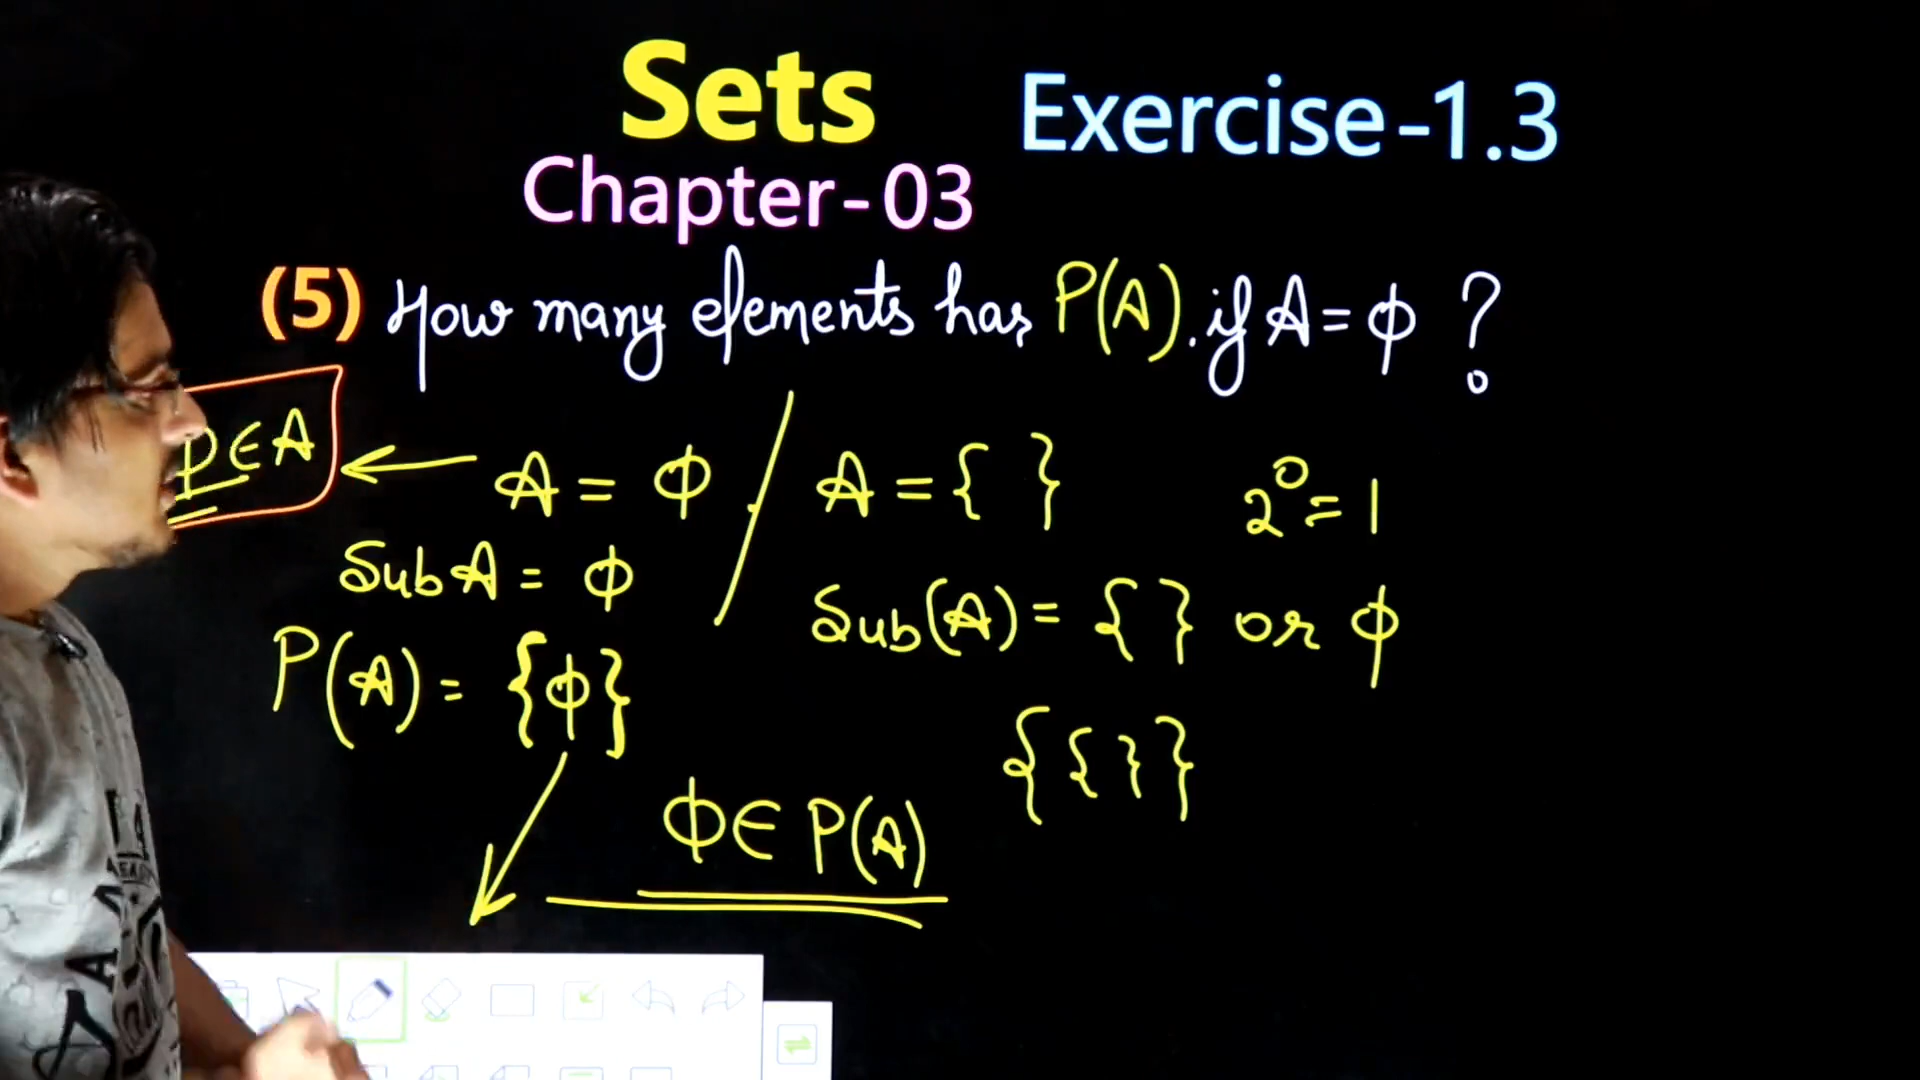 Sets Exercise-1.3
Chapter-03
(5) How many elements has P(A). if A = ϕ ?
P∈A ← A = ϕ / A = { } 2⁰ = 1
Sub A = ϕ
Sub(A) = { } or ϕ
P(A) = {ϕ}
{{ }}
ϕ ∈ P(A)